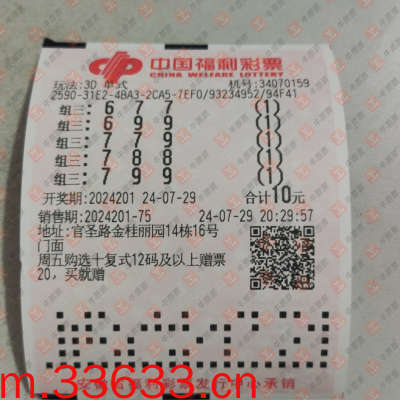 中国福利彩票
CHINA WELFARE LOTTERY
玩法:3D 单式 机号:34070159
2590-31E2-48A3-2CA5-7EF0/93234952/94F41
组三:6 7 7 (1)
组三:6 9 9 (1)
组三:7 7 9 (1)
组三:7 8 8 (1)
组三:7 9 9 (1)
开奖期:2024201 24-07-29 合计10元
销售期:2024201-75 24-07-29 20:29:57
地址:官圣路金桂丽园14栋16号
门面
周五购选十复式12码及以上赠票
20,买就赠
m.33633.cn
发行中心承销